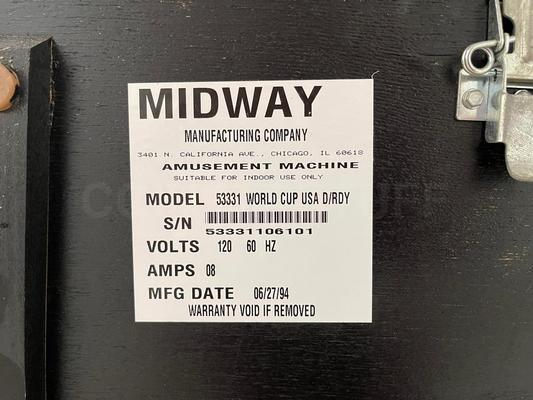 MIDWAY
MANUFACTURING COMPANY
3401 N. CALIFORNIA AVE., CHICAGO, IL 60618
AMUSEMENT MACHINE
SUITABLE FOR INDOOR USE ONLY
MODEL 53331 WORLD CUP USA D/RDY
S/N 53331106101
VOLTS 120 60 HZ
AMPS 08
MFG DATE 06/27/94
WARRANTY VOID IF REMOVED